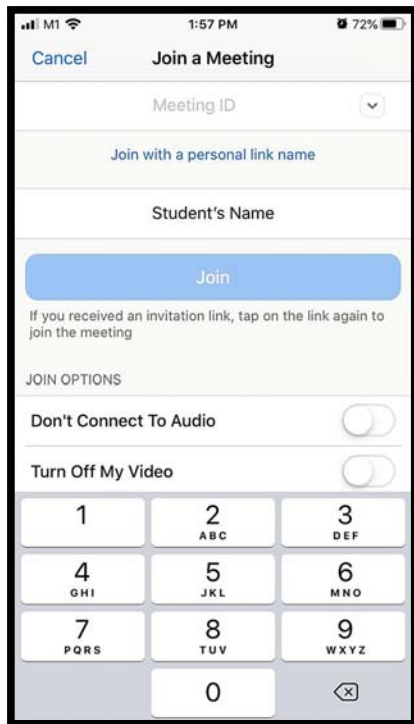 M1 1:57 PM 72%
Cancel Join a Meeting
Meeting ID
Join with a personal link name
Student's Name
Join
If you received an invitation link, tap on the link again to
join the meeting
JOIN OPTIONS
Don't Connect To Audio
Turn Off My Video
1 2 3
ABC DEF
4 5 6
GHI JKL MNO
7 8 9
PQRS TUV WXYZ
0